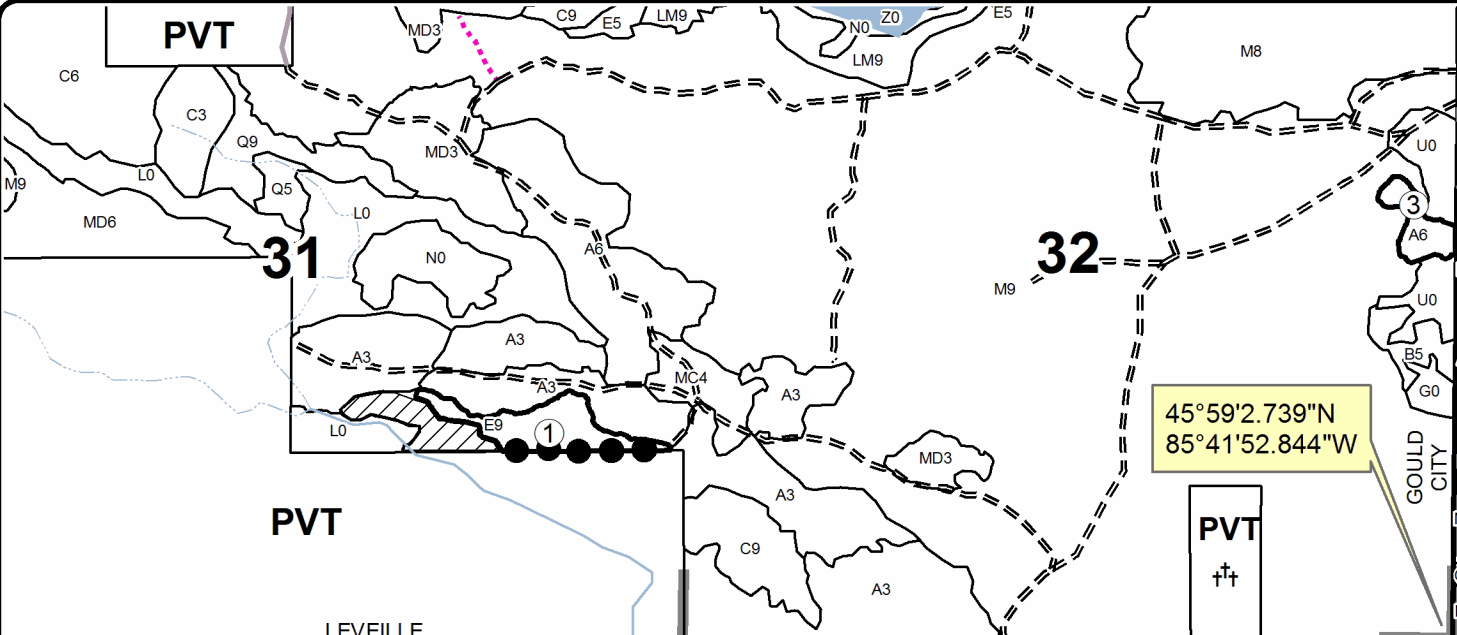 PVT
MD3
C9
E5
LM9
N0
Z0
E5
C6
LM9
M8
C3
Q9
MD3
U0
M9
L0
Q5
MD6
L0
3
31
N0
A6
32
A6
M9
U0
A3
A3
B5
MC4
A3
A3
G0
L0
E9
1
45°59'2.739"N
85°41'52.844"W
GOULD
CITY
MD3
PVT
A3
PVT
C9
A3
LEVEILLE